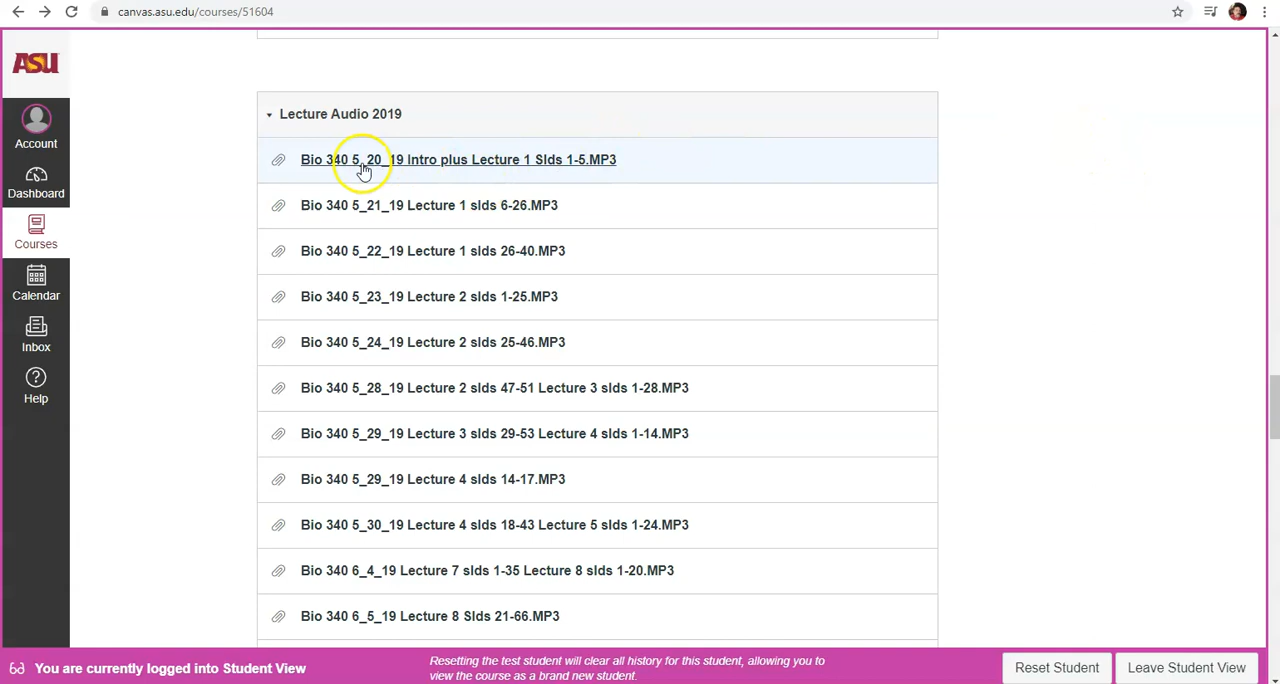 canvas.asu.edu/courses/51604
ASU
Account
Dashboard
Courses
Calendar
Inbox
Help
Lecture Audio 2019
Bio 340 5_20_19 Intro plus Lecture 1 Slds 1-5.MP3
Bio 340 5_21_19 Lecture 1 slds 6-26.MP3
Bio 340 5_22_19 Lecture 1 slds 26-40.MP3
Bio 340 5_23_19 Lecture 2 slds 1-25.MP3
Bio 340 5_24_19 Lecture 2 slds 25-46.MP3
Bio 340 5_28_19 Lecture 2 slds 47-51 Lecture 3 slds 1-28.MP3
Bio 340 5_29_19 Lecture 3 slds 29-53 Lecture 4 slds 1-14.MP3
Bio 340 5_29_19 Lecture 4 slds 14-17.MP3
Bio 340 5_30_19 Lecture 4 slds 18-43 Lecture 5 slds 1-24.MP3
Bio 340 6_4_19 Lecture 7 slds 1-35 Lecture 8 slds 1-20.MP3
Bio 340 6_5_19 Lecture 8 Slds 21-66.MP3
You are currently logged into Student View
Resetting the test student will clear all history for this student, allowing you to
view the course as a brand new student.
Reset Student
Leave Student View